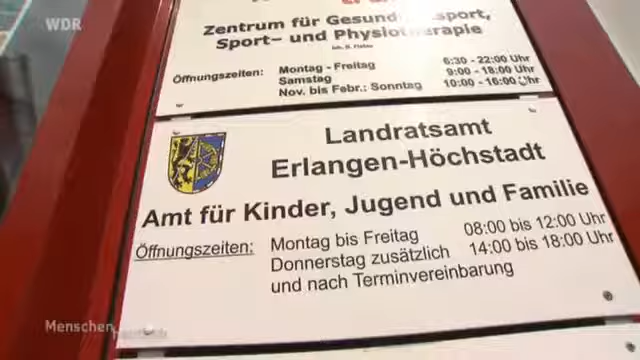 WDR
Zentrum für Gesundheitssport,
Sport- und Physiotherapie
Öffnungszeiten: Montag - Freitag 6:30 - 22:00 Uhr
Samstag 9:00 - 18:00 Uhr
Nov. bis Febr.: Sonntag 10:00 - 16:00 Uhr
Landratsamt
Erlangen-Höchstadt
Amt für Kinder, Jugend und Familie
Öffnungszeiten: Montag bis Freitag 08:00 bis 12:00 Uhr
Donnerstag zusätzlich 14:00 bis 18:00 Uhr
und nach Terminvereinbarung
Menschen